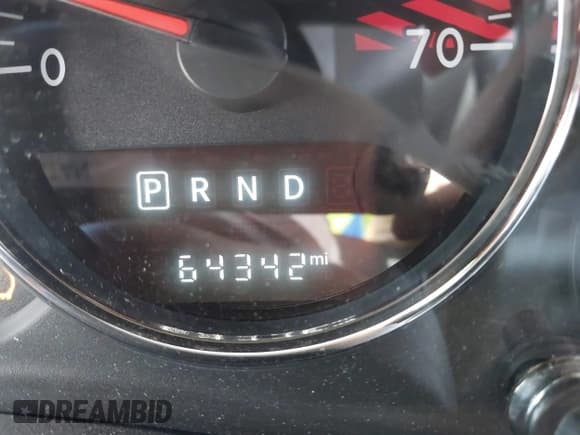 0
70
P R N D
64342 mi
DREAMBID